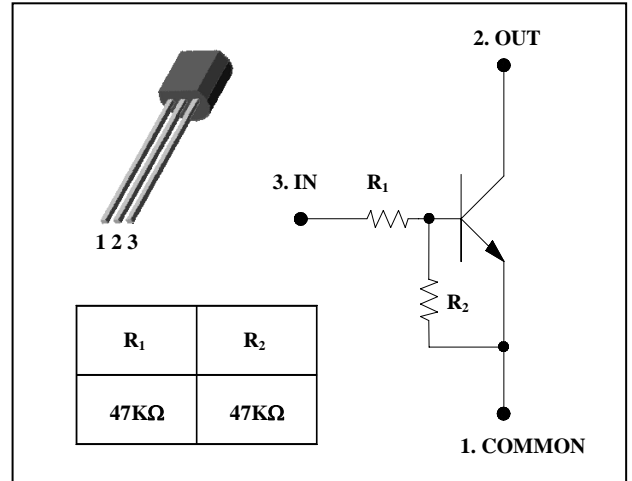 2. OUT
3. IN
R₁
1 2 3
R₂
R₁ R₂
47KΩ 47KΩ
1. COMMON